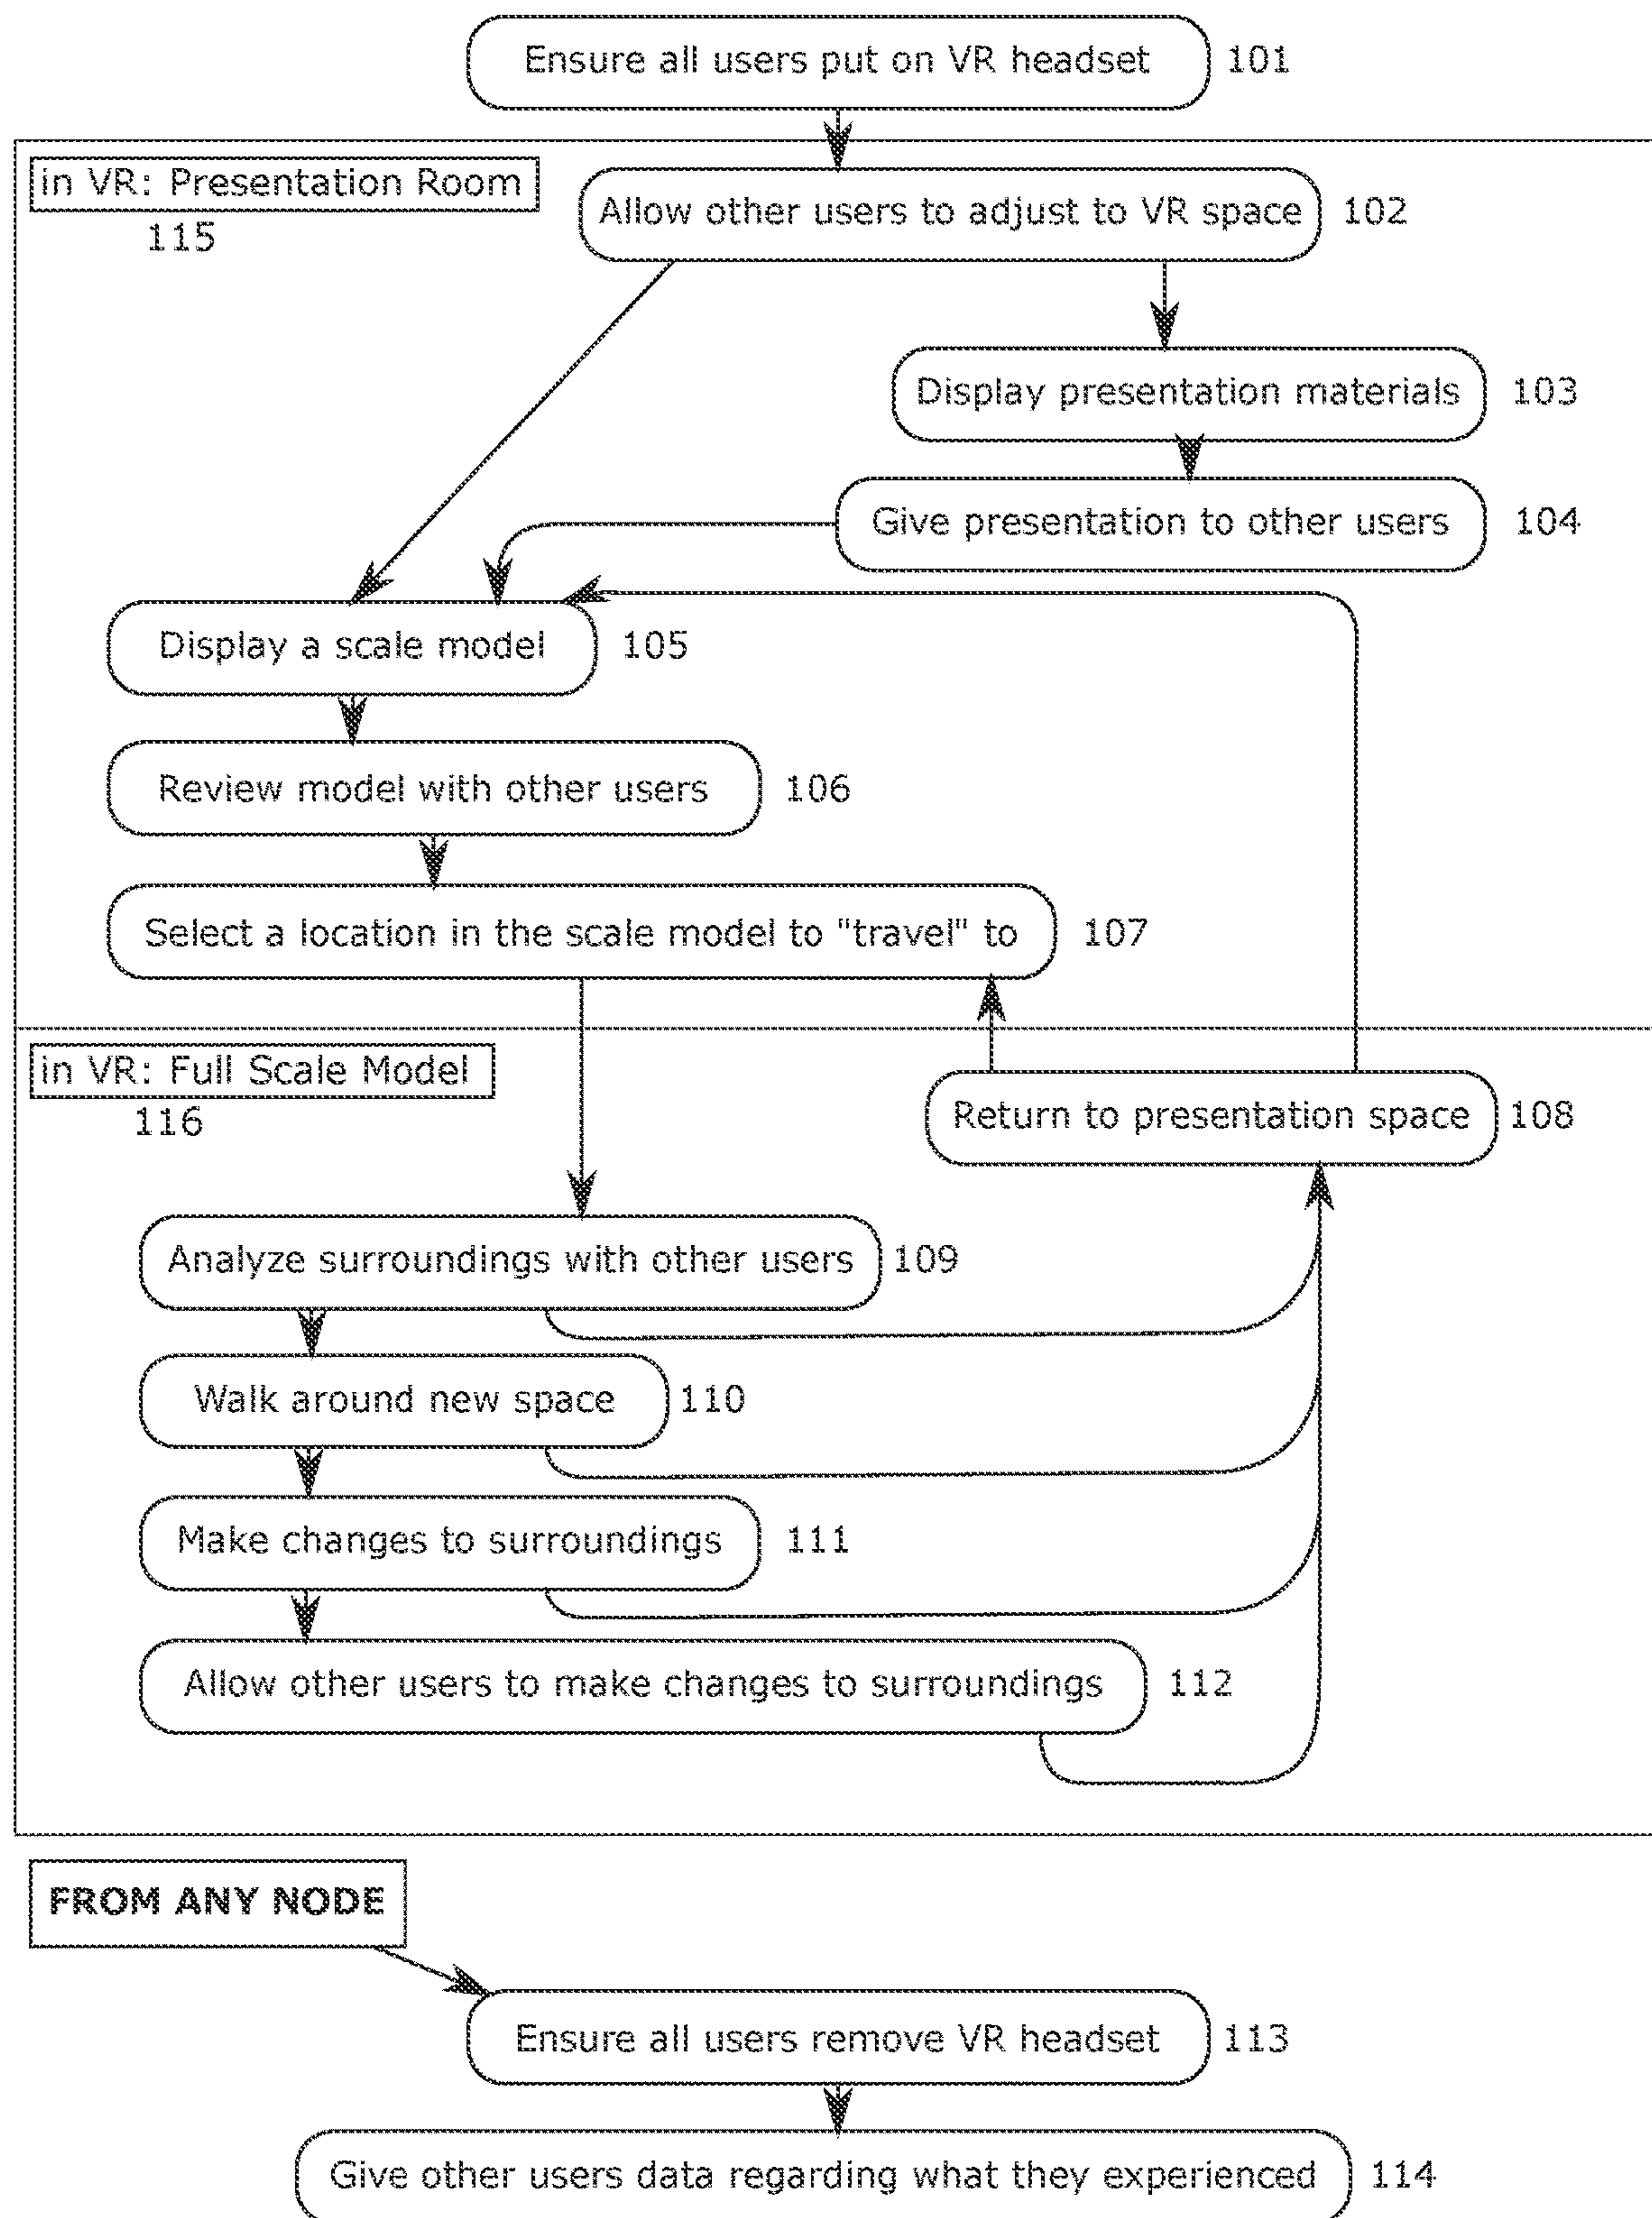 Ensure all users put on VR headset 101
in VR: Presentation Room
115
Allow other users to adjust to VR space 102
Display presentation materials 103
Give presentation to other users 104
Display a scale model 105
Review model with other users 106
Select a location in the scale model to "travel" to 107
in VR: Full Scale Model
116
Return to presentation space 108
Analyze surroundings with other users 109
Walk around new space 110
Make changes to surroundings 111
Allow other users to make changes to surroundings 112
FROM ANY NODE
Ensure all users remove VR headset 113
Give other users data regarding what they experienced 114